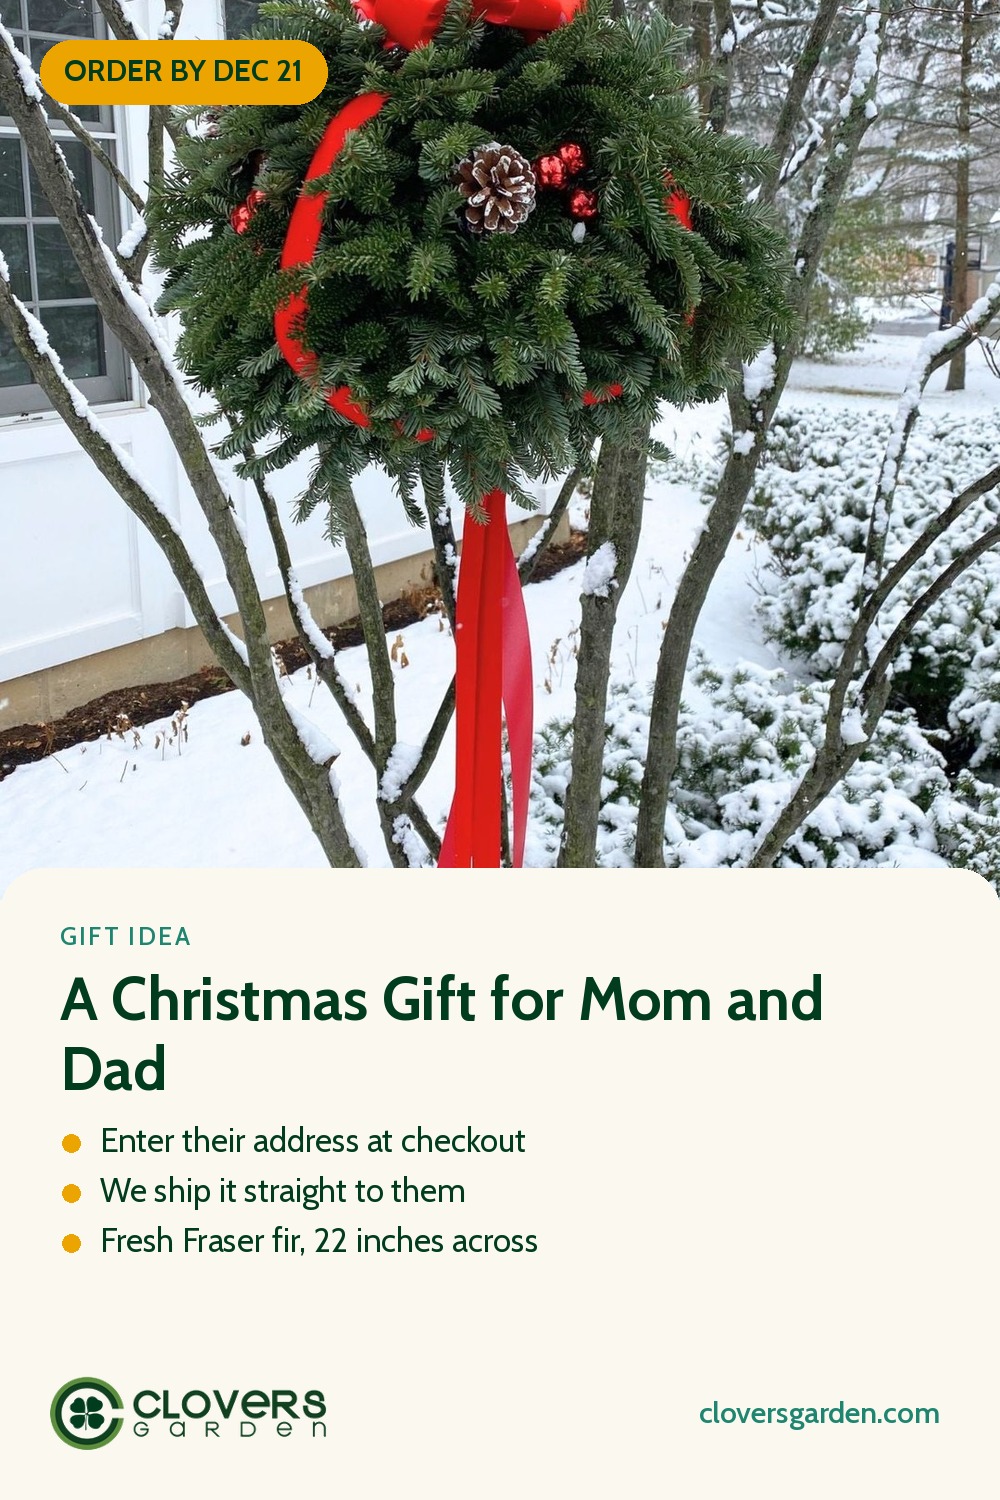 ORDER BY DEC 21
GIFT IDEA
A Christmas Gift for Mom and
Dad
Enter their address at checkout
We ship it straight to them
Fresh Fraser fir, 22 inches across
CLOVERS
GARDEN
cloversgarden.com